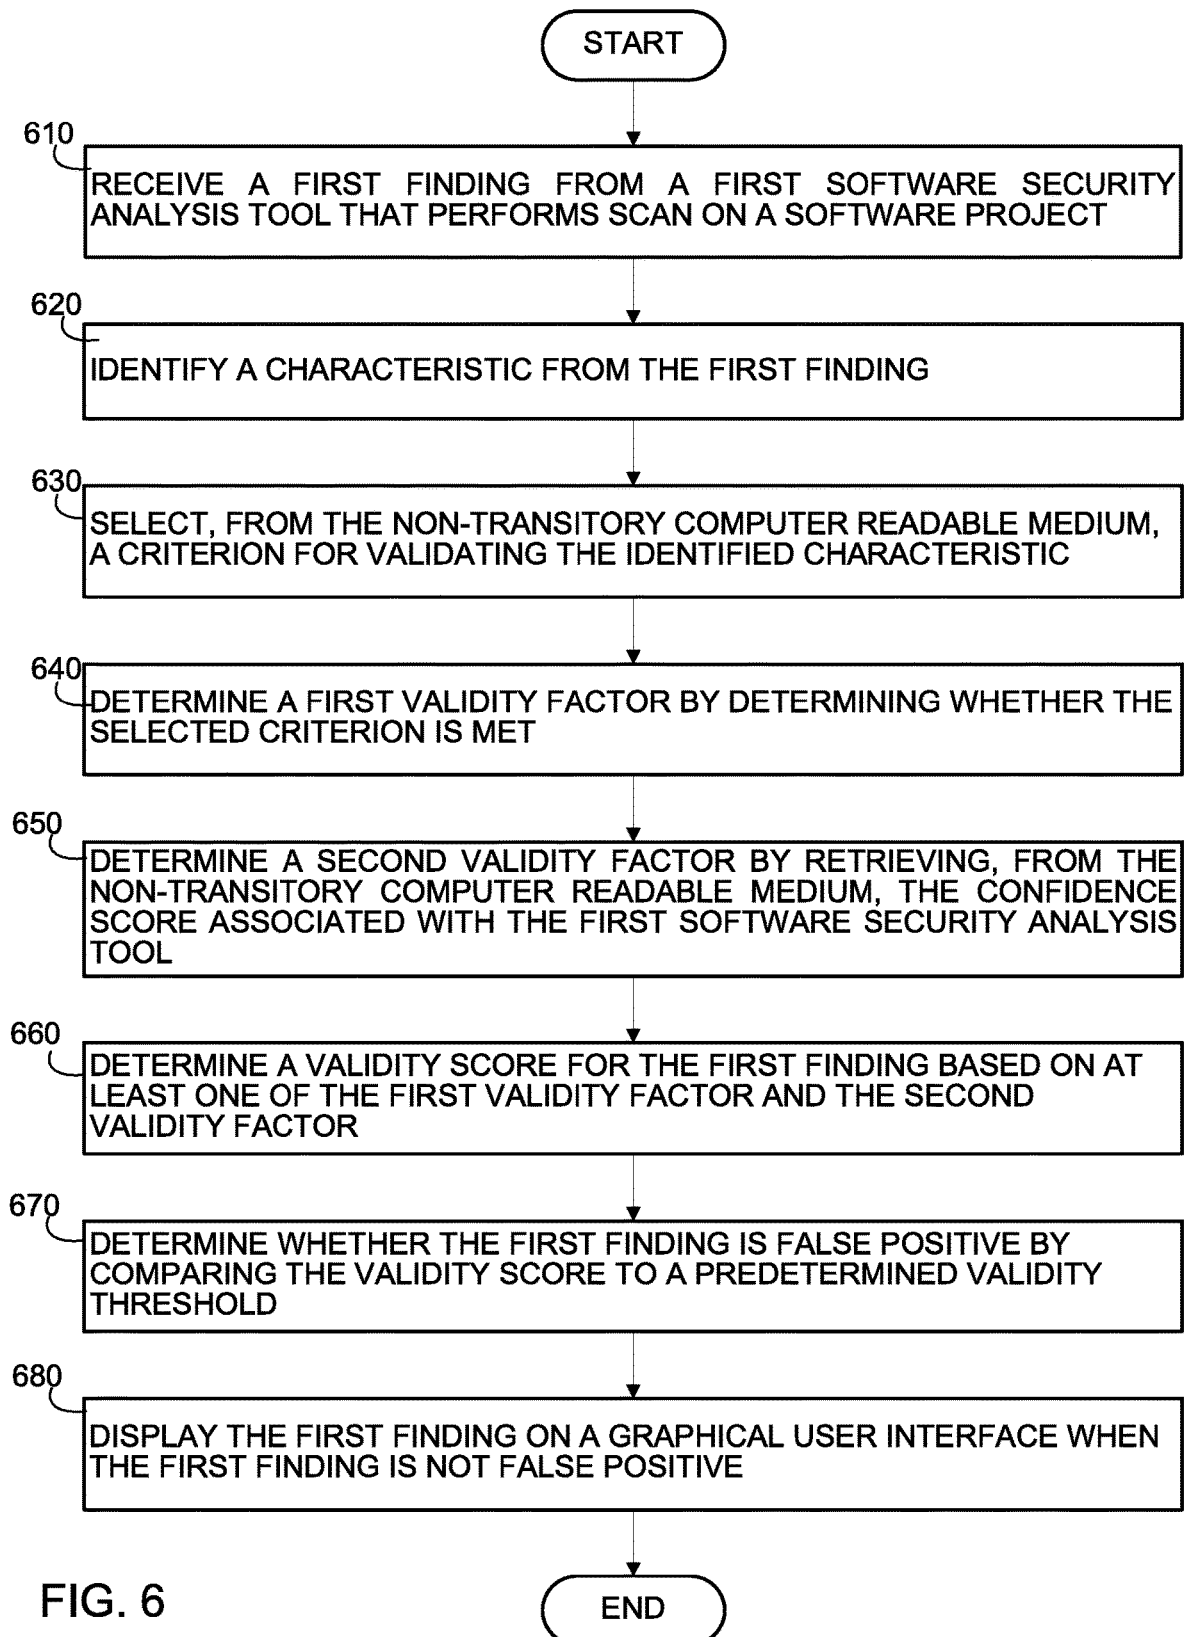 START
610
RECEIVE A FIRST FINDING FROM A FIRST SOFTWARE SECURITY
ANALYSIS TOOL THAT PERFORMS SCAN ON A SOFTWARE PROJECT
620
IDENTIFY A CHARACTERISTIC FROM THE FIRST FINDING
630
SELECT, FROM THE NON-TRANSITORY COMPUTER READABLE MEDIUM,
A CRITERION FOR VALIDATING THE IDENTIFIED CHARACTERISTIC
640
DETERMINE A FIRST VALIDITY FACTOR BY DETERMINING WHETHER THE
SELECTED CRITERION IS MET
650
DETERMINE A SECOND VALIDITY FACTOR BY RETRIEVING, FROM THE
NON-TRANSITORY COMPUTER READABLE MEDIUM, THE CONFIDENCE
SCORE ASSOCIATED WITH THE FIRST SOFTWARE SECURITY ANALYSIS
TOOL
660
DETERMINE A VALIDITY SCORE FOR THE FIRST FINDING BASED ON AT
LEAST ONE OF THE FIRST VALIDITY FACTOR AND THE SECOND
VALIDITY FACTOR
670
DETERMINE WHETHER THE FIRST FINDING IS FALSE POSITIVE BY
COMPARING THE VALIDITY SCORE TO A PREDETERMINED VALIDITY
THRESHOLD
680
DISPLAY THE FIRST FINDING ON A GRAPHICAL USER INTERFACE WHEN
THE FIRST FINDING IS NOT FALSE POSITIVE
FIG. 6
END